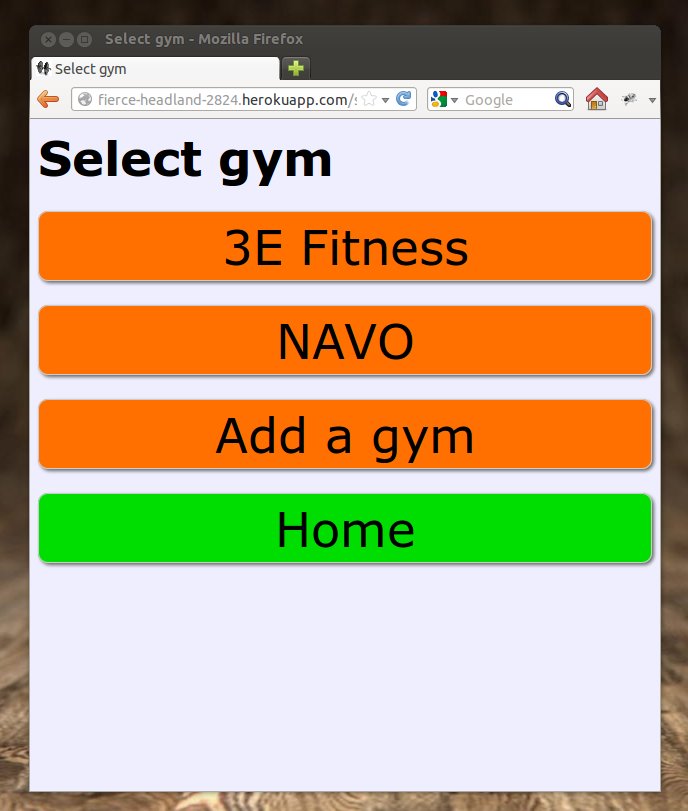 Select gym - Mozilla Firefox
Select gym
fierce-headland-2824.herokuapp.com/s
Google
Select gym
3E Fitness
NAVO
Add a gym
Home